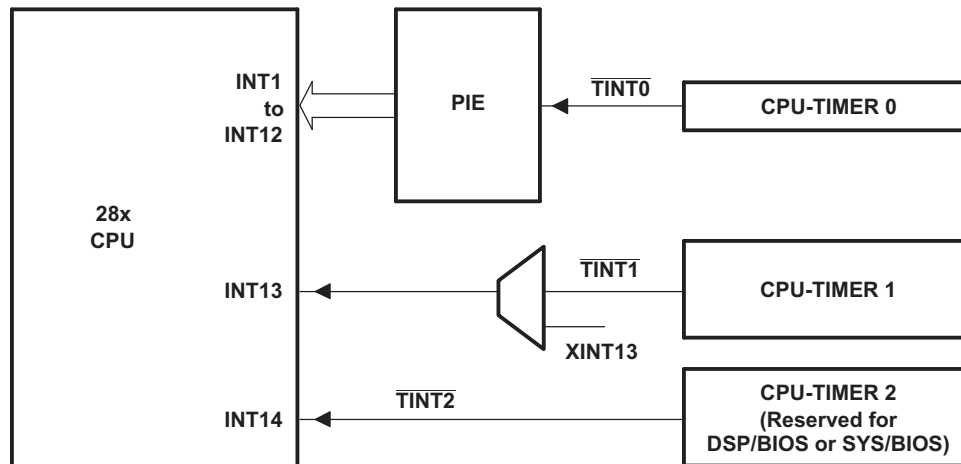 INT1
to
INT12
28x
CPU
INT13
INT14
PIE
TINT0
CPU-TIMER 0
TINT1
CPU-TIMER 1
XINT13
TINT2
CPU-TIMER 2
(Reserved for
DSP/BIOS or SYS/BIOS)